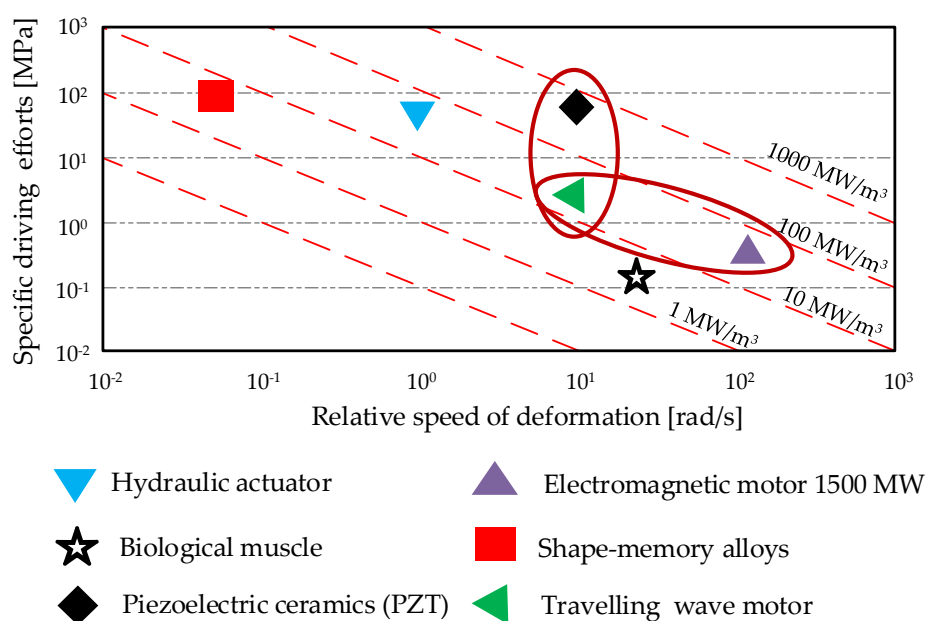 Specific driving efforts [MPa]
10³
10²
10¹
10⁰
10⁻¹
10⁻²
1000 MW/m³
100 MW/m³
10 MW/m³
1 MW/m³
10⁻² 10⁻¹ 10⁰ 10¹ 10² 10³
Relative speed of deformation [rad/s]
Hydraulic actuator
Electromagnetic motor 1500 MW
Biological muscle
Shape-memory alloys
Piezoelectric ceramics (PZT)
Travelling wave motor